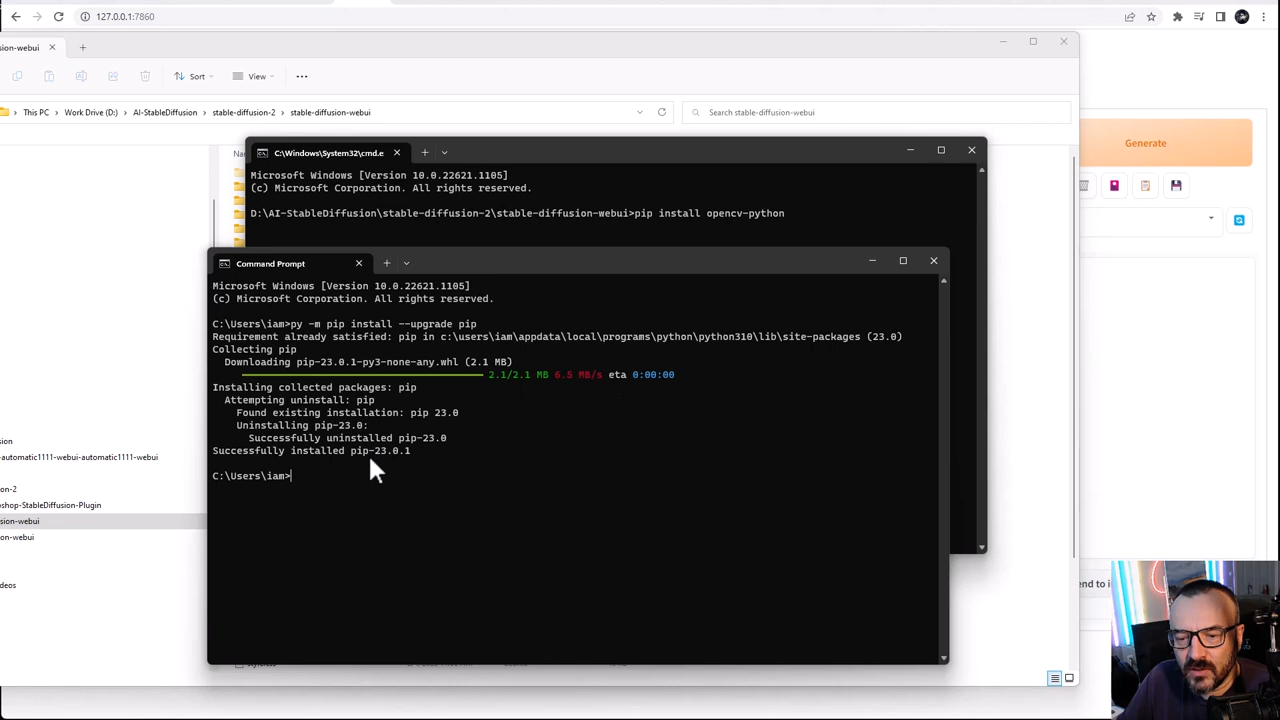 127.0.0.1:7860
sion-webui
Sort
View
This PC
Work Drive (D:)
AI-StableDiffusion
stable-diffusion-2
stable-diffusion-webui
Search stable-diffusion-webui
Generate
C:\Windows\System32\cmd.e
Microsoft Windows [Version 10.0.22621.1105]
(c) Microsoft Corporation. All rights reserved.
D:\AI-StableDiffusion\stable-diffusion-2\stable-diffusion-webui>pip install opencv-python
Command Prompt
Microsoft Windows [Version 10.0.22621.1105]
(c) Microsoft Corporation. All rights reserved.
C:\Users\iam>py -m pip install --upgrade pip
Requirement already satisfied: pip in c:\users\iam\appdata\local\programs\python\python310\lib\site-packages (23.0)
Collecting pip
Downloading pip-23.0.1-py3-none-any.whl (2.1 MB)
2.1/2.1 MB 6.5 MB/s eta 0:00:00
Installing collected packages: pip
Attempting uninstall: pip
Found existing installation: pip 23.0
Uninstalling pip-23.0:
Successfully uninstalled pip-23.0
Successfully installed pip-23.0.1
C:\Users\iam>
sion
-automatic1111-webui-automatic1111-webui
on-2
shop-StableDiffusion-Plugin
sion-webui
on-webui
deos
end to i